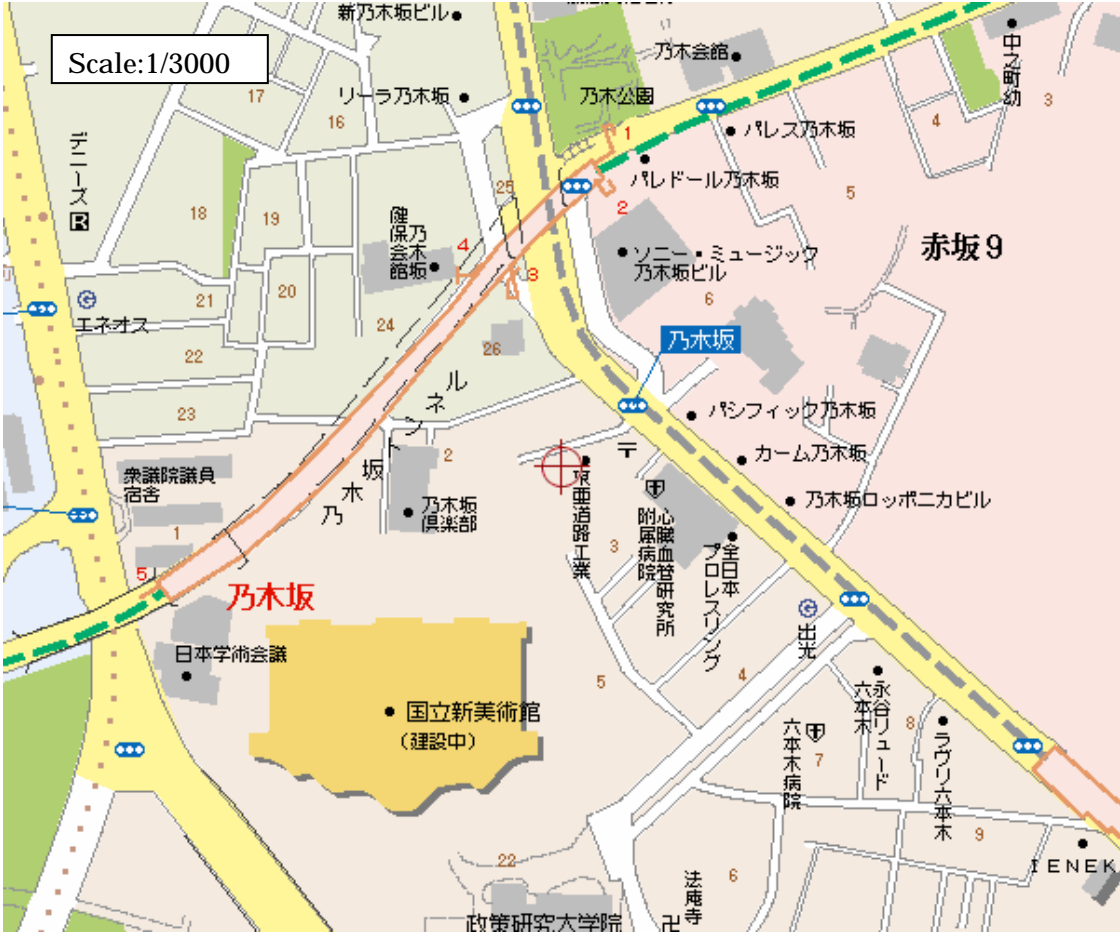 Scale:1/3000
新乃木坂ビル
乃木会館
中之町幼
17
16
リーラ乃木坂
乃木公園
1
パレス乃木坂
4
3
デニーズ
R
パレドール乃木坂
5
18
19
25
2
健保乃木坂会館
4
3
ソニー・ミュージック
乃木坂ビル
赤坂9
6
21
20
エネオス
24
26
22
乃木坂
23
パシフィック乃木坂
乃木坂トンネル
2
〒
カーム乃木坂
衆議院議員
宿舎
乃木坂
倶楽部
東亜道路工業
乃木坂ロッポニカビル
1
3
心臓血管研究所
附属病院
全日本
プロレスリング
5
乃木坂
出光
日本学術会議
5
4
国立新美術館
(建設中)
永谷リュード
六本木
8
ラヴリ六本木
六本木病院
7
9
IENEK
22
6
法庵寺
卍
政策研究大学院